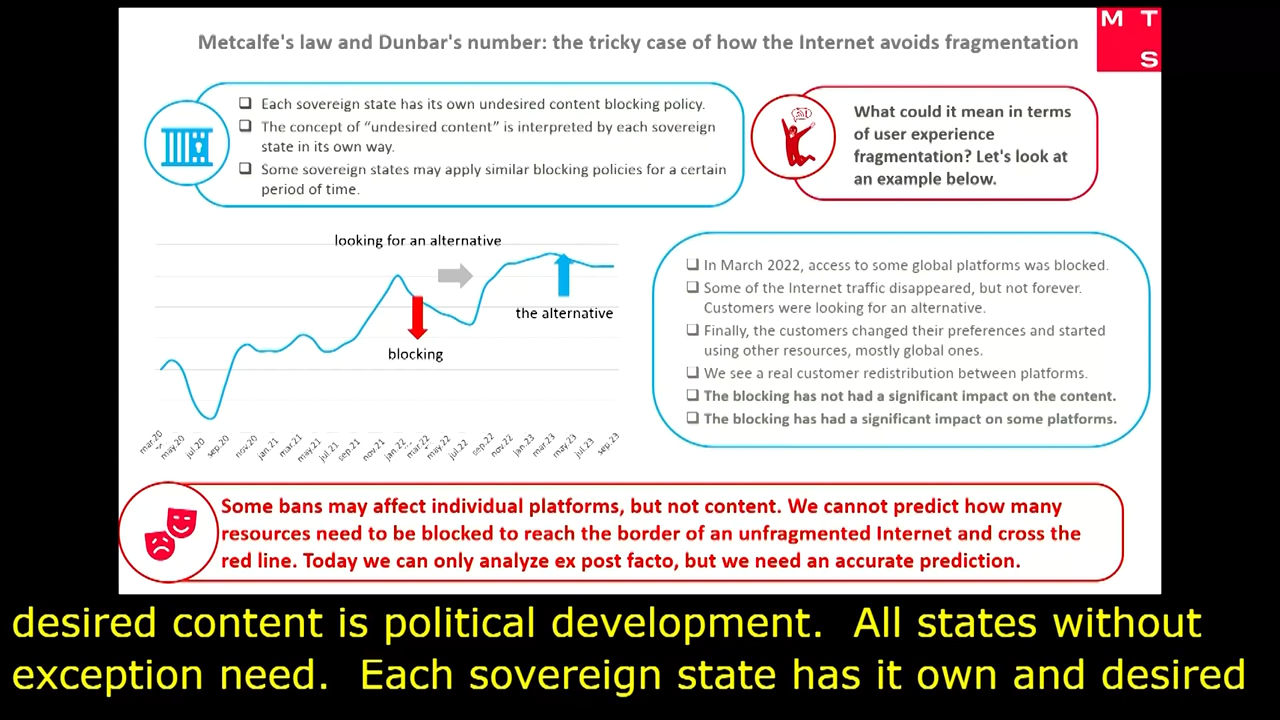 Metcalfe's law and Dunbar's number: the tricky case of how the Internet avoids fragmentation
M T
S
Each sovereign state has its own undesired content blocking policy.
The concept of “undesired content” is interpreted by each sovereign
state in its own way.
Some sovereign states may apply similar blocking policies for a certain
period of time.
What could it mean in terms
of user experience
fragmentation? Let's look at
an example below.
looking for an alternative
the alternative
blocking
mar.20
may.20
jul.20
sep.20
nov.20
jan.21
mar.21
may.21
jul.21
sep.21
nov.21
jan.22
mar.22
may.22
jul.22
sep.22
nov.22
jan.23
mar.23
may.23
jul.23
sep.23
In March 2022, access to some global platforms was blocked.
Some of the Internet traffic disappeared, but not forever.
Customers were looking for an alternative.
Finally, the customers changed their preferences and started
using other resources, mostly global ones.
We see a real customer redistribution between platforms.
The blocking has not had a significant impact on the content.
The blocking has had a significant impact on some platforms.
Some bans may affect individual platforms, but not content. We cannot predict how many
resources need to be blocked to reach the border of an unfragmented Internet and cross the
red line. Today we can only analyze ex post facto, but we need an accurate prediction.
desired content is political development.  All states without
exception need.  Each sovereign state has it own and desired